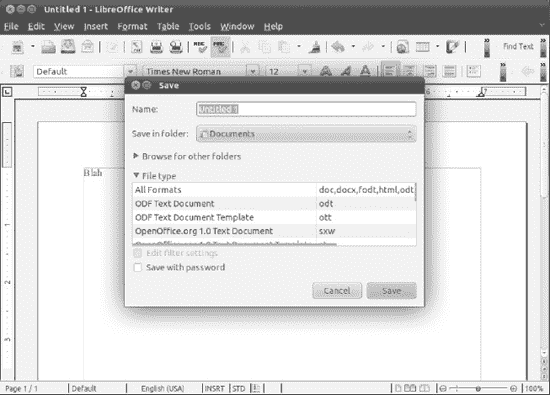 Untitled 1 - LibreOffice Writer
File Edit View Insert Format Table Tools Window Help
ABC ABC Find Text
Default Times New Roman 12
Save
Name: Untitled 1
Save in folder: Documents
Browse for other folders
File type
All Formats doc,docx,fodt,html,odt
ODF Text Document odt
ODF Text Document Template ott
OpenOffice.org 1.0 Text Document sxw
Edit filter settings
Save with password
Cancel Save
Blah
Page 1 / 1 Default English (USA) INSRT STD 100%